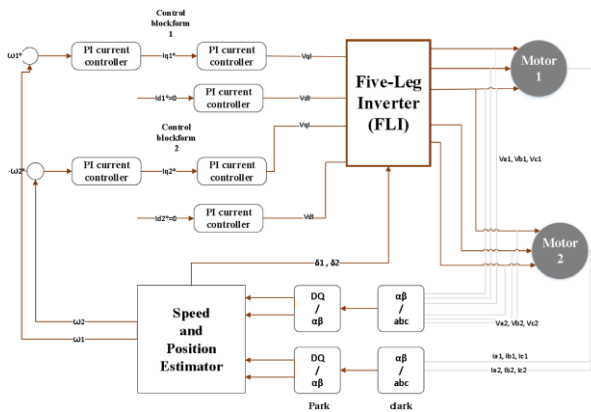 Control
blockform
1
ω1*
PI current
controller
Iq1*
PI current
controller
Vql
Id1*=0
PI current
controller
Vdl
Five-Leg
Inverter
(FLI)
Motor
1
Va1, Vb1, Vc1
Control
blockform
2
-ω2*
PI current
controller
Iq2*
PI current
controller
Vql
Id2*=0
PI current
controller
Vdl
Motor
2
δ1 , δ2
ω2
ω1
Speed
and
Position
Estimator
DQ
/
αβ
αβ
/
abc
Va2, Vb2, Vc2
DQ
/
αβ
αβ
/
abc
Ia1, Ib1, Ic1
Ia2, Ib2, Ic2
Park
clark